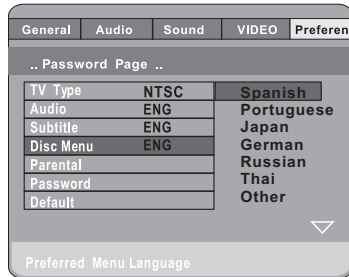 General Audio Sound VIDEO Preferen
.. Password Page ..
TV Type NTSC Spanish
Audio ENG Portuguese
Subtitle ENG Japan
Disc Menu ENG German
Parental Russian
Password Thai
Default Other
Preferred Menu Language